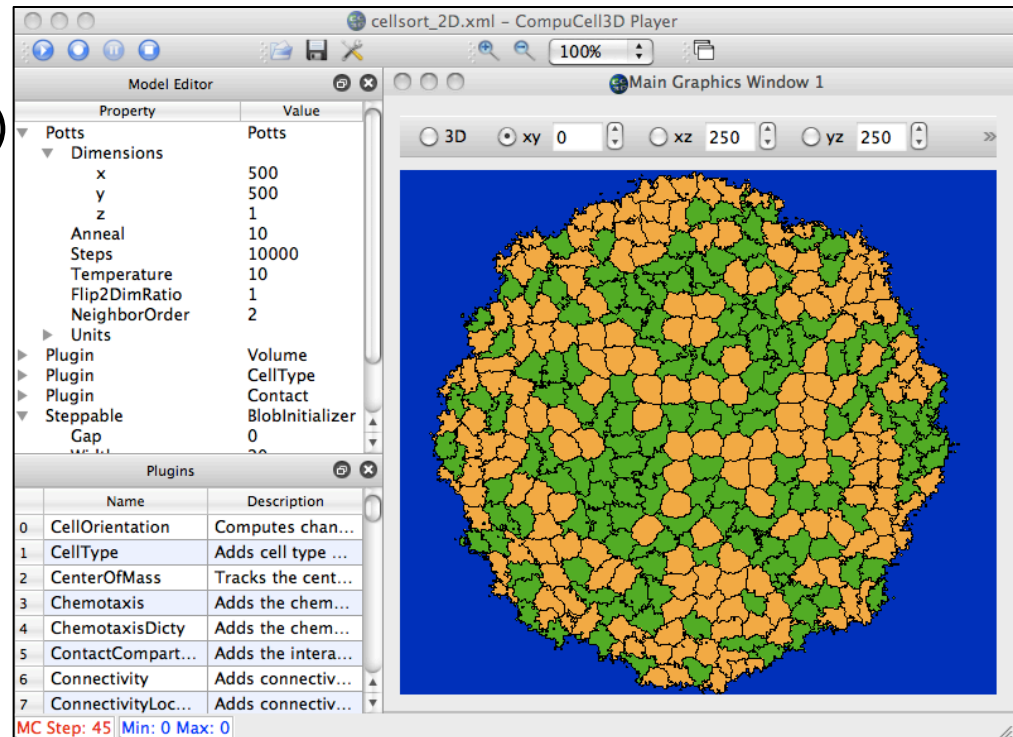 )
cellsort_2D.xml – CompuCell3D Player
100%
Model Editor
Property Value
Potts Potts
Dimensions
x 500
y 500
z 1
Anneal 10
Steps 10000
Temperature 10
Flip2DimRatio 1
NeighborOrder 2
Units
Plugin Volume
Plugin CellType
Plugin Contact
Steppable BlobInitializer
Gap 0
Plugins
Name Description
0 CellOrientation Computes chan...
1 CellType Adds cell type ...
2 CenterOfMass Tracks the cent...
3 Chemotaxis Adds the chem...
4 ChemotaxisDicty Adds the chem...
5 ContactCompart... Adds the intera...
6 Connectivity Adds connectiv...
7 ConnectivityLoc... Adds connectiv...
MC Step: 45 Min: 0 Max: 0
Main Graphics Window 1
3D xy 0 xz 250 yz 250 »